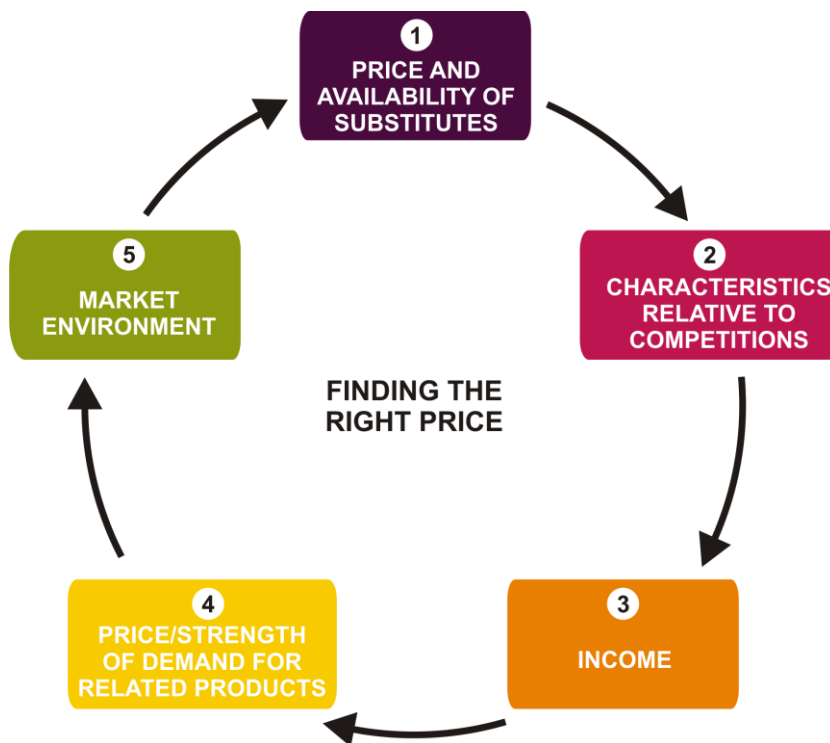 1
PRICE AND
AVAILABILITY OF
SUBSTITUTES
2
CHARACTERISTICS
RELATIVE TO
COMPETITIONS
3
INCOME
4
PRICE/STRENGTH
OF DEMAND FOR
RELATED PRODUCTS
5
MARKET
ENVIRONMENT
FINDING THE
RIGHT PRICE